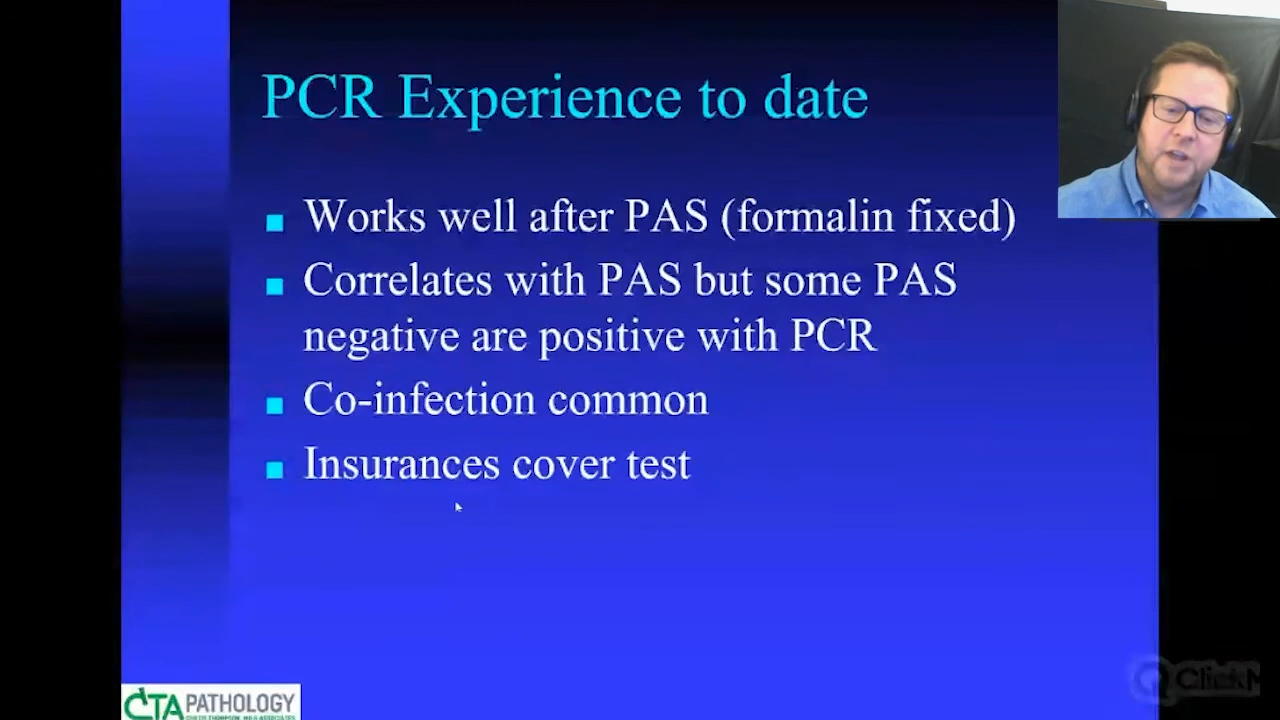 PCR Experience to date
Works well after PAS (formalin fixed)
Correlates with PAS but some PAS
negative are positive with PCR
Co-infection common
Insurances cover test
CTA PATHOLOGY